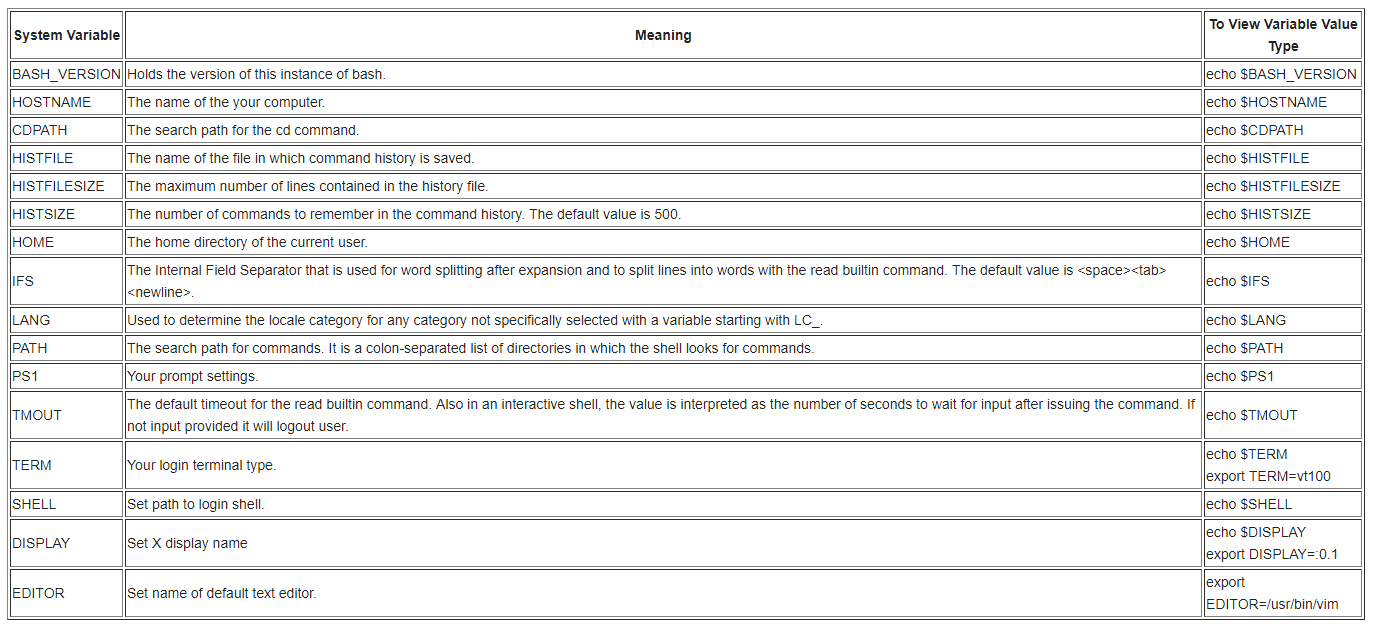 System Variable Meaning To View Variable Value
Type
BASH_VERSION Holds the version of this instance of bash. echo $BASH_VERSION
HOSTNAME The name of the your computer. echo $HOSTNAME
CDPATH The search path for the cd command. echo $CDPATH
HISTFILE The name of the file in which command history is saved. echo $HISTFILE
HISTFILESIZE The maximum number of lines contained in the history file. echo $HISTFILESIZE
HISTSIZE The number of commands to remember in the command history. The default value is 500. echo $HISTSIZE
HOME The home directory of the current user. echo $HOME
IFS The Internal Field Separator that is used for word splitting after expansion and to split lines into words with the read builtin command. The default value is <space><tab>
<newline>. echo $IFS
LANG Used to determine the locale category for any category not specifically selected with a variable starting with LC_. echo $LANG
PATH The search path for commands. It is a colon-separated list of directories in which the shell looks for commands. echo $PATH
PS1 Your prompt settings. echo $PS1
TMOUT The default timeout for the read builtin command. Also in an interactive shell, the value is interpreted as the number of seconds to wait for input after issuing the command. If
not input provided it will logout user. echo $TMOUT
TERM Your login terminal type. echo $TERM
export TERM=vt100
SHELL Set path to login shell. echo $SHELL
DISPLAY Set X display name echo $DISPLAY
export DISPLAY=:0.1
EDITOR Set name of default text editor. export
EDITOR=/usr/bin/vim